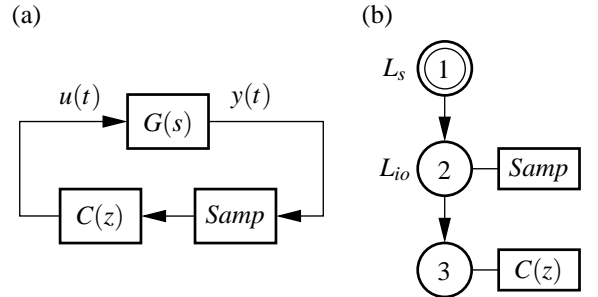 (a)
u(t)
y(t)
G(s)
C(z)
Samp
(b)
L_s
1
L_io
2
Samp
3
C(z)